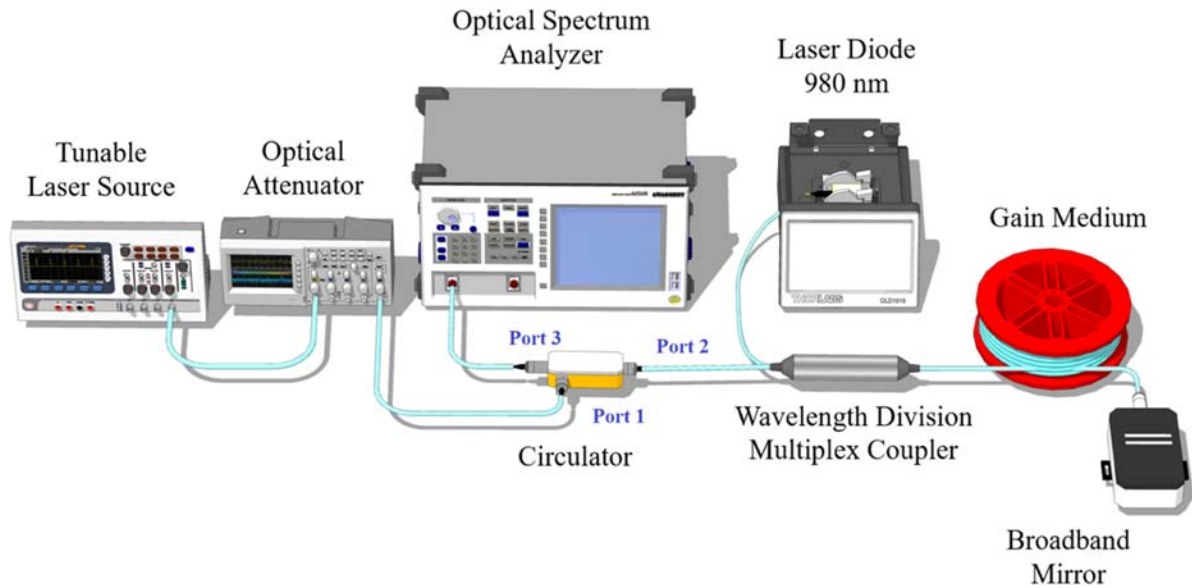 Optical Spectrum
Analyzer
Laser Diode
980 nm
Tunable
Laser Source
Optical
Attenuator
Gain Medium
THORLABS
CLD1015
Port 3
Port 2
Port 1
Circulator
Wavelength Division
Multiplex Coupler
Broadband
Mirror